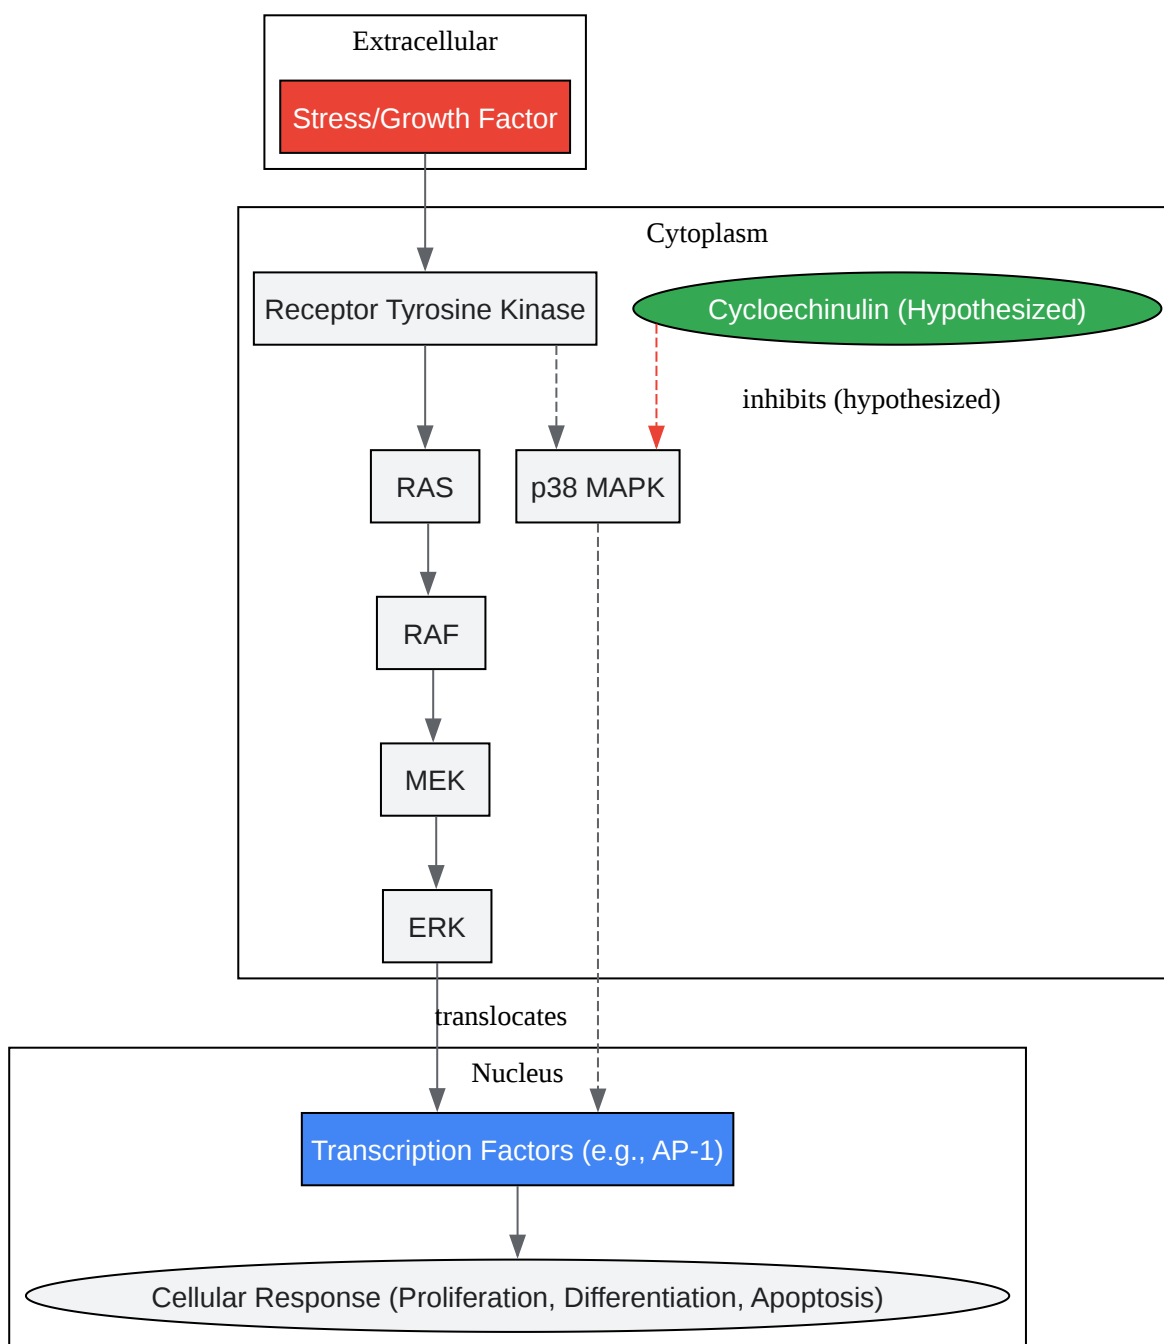 Extracellular
Stress/Growth Factor
Cytoplasm
Receptor Tyrosine Kinase
Cycloechinulin (Hypothesized)
inhibits (hypothesized)
RAS
p38 MAPK
RAF
MEK
ERK
translocates
Nucleus
Transcription Factors (e.g., AP-1)
Cellular Response (Proliferation, Differentiation, Apoptosis)